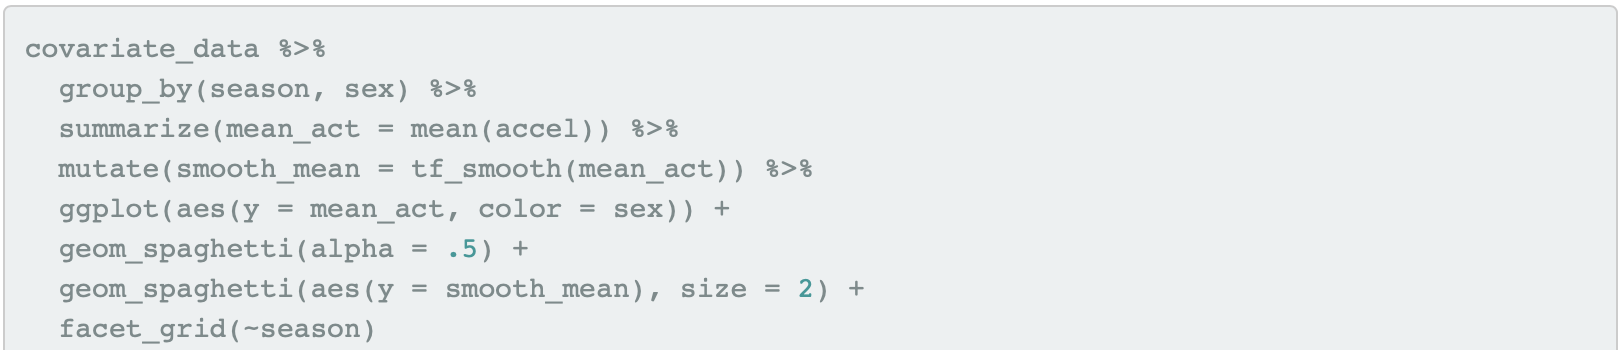 covariate_data %>%
  group_by(season, sex) %>%
  summarize(mean_act = mean(accel)) %>%
  mutate(smooth_mean = tf_smooth(mean_act)) %>%
  ggplot(aes(y = mean_act, color = sex)) +
  geom_spaghetti(alpha = .5) +
  geom_spaghetti(aes(y = smooth_mean), size = 2) +
  facet_grid(~season)